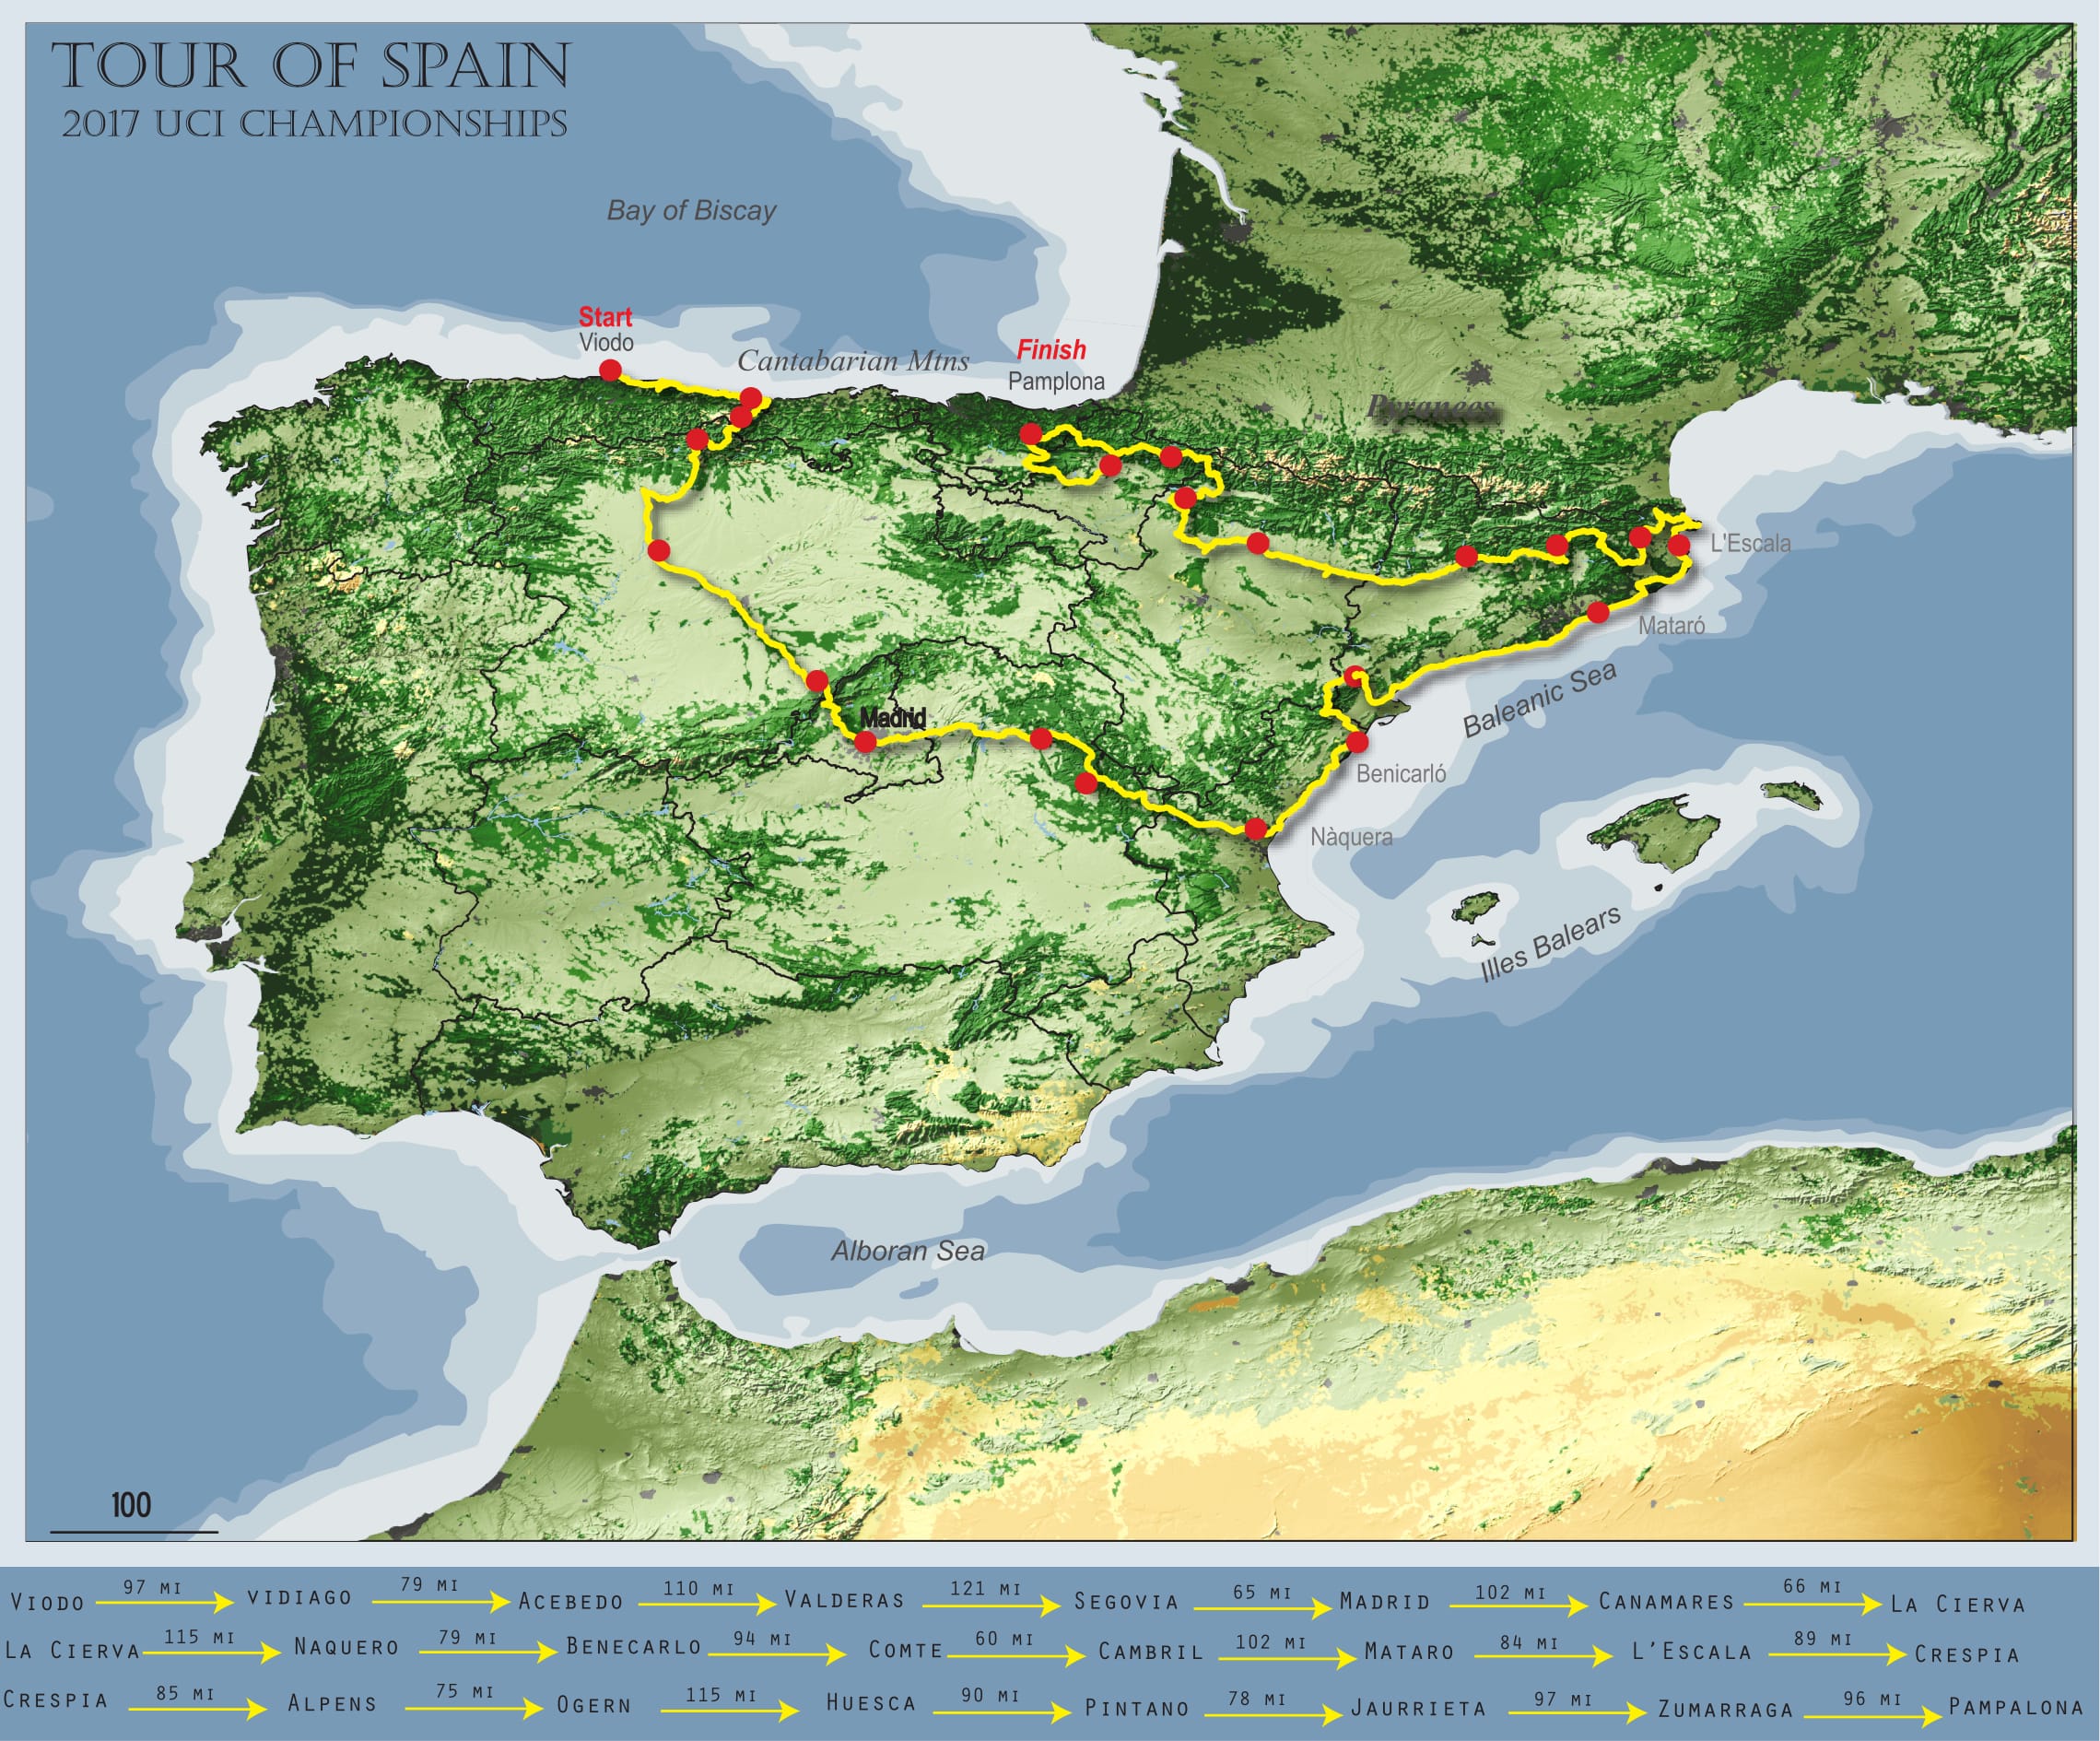 TOUR OF SPAIN
2017 UCI CHAMPIONSHIPS
Bay of Biscay
Start
Viodo
Cantabarian Mtns
Finish
Pamplona
Pyranees
L'Escala
Mataró
Baleanic Sea
Madrid
Benicarló
Nàquera
Illes Balears
Alboran Sea
100
VIODO 97 MI VIDIAGO 79 MI ACEBEDO 110 MI VALDERAS 121 MI SEGOVIA 65 MI MADRID 102 MI CANAMARES 66 MI LA CIERVA
LA CIERVA 115 MI NAQUERO 79 MI BENECARLO 94 MI COMTE 60 MI CAMBRIL 102 MI MATARO 84 MI L'ESCALA 89 MI CRESPIA
CRESPIA 85 MI ALPENS 75 MI OGERN 115 MI HUESCA 90 MI PINTANO 78 MI JAURRIETA 97 MI ZUMARRAGA 96 MI PAMPALONA